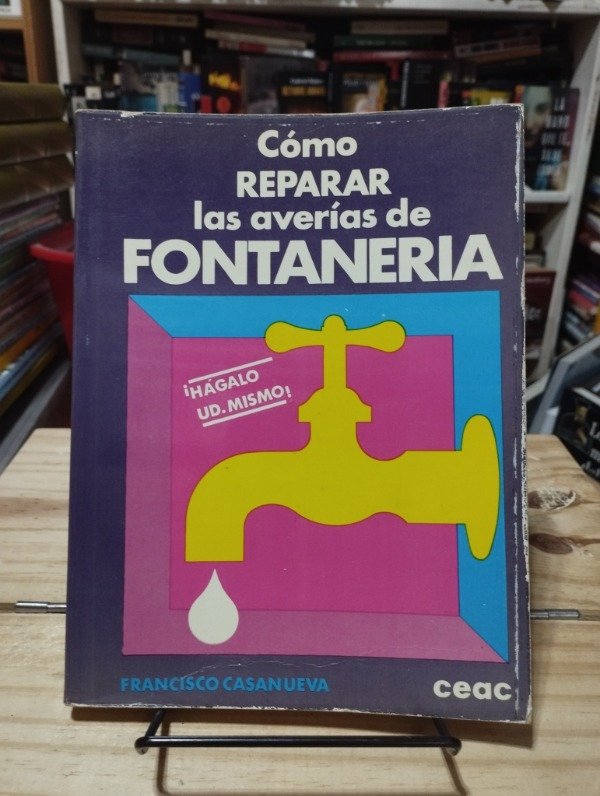 Cómo
REPARAR
las averías de
FONTANERIA
¡HÁGALO
UD. MISMO!
FRANCISCO CASANUEVA
ceac